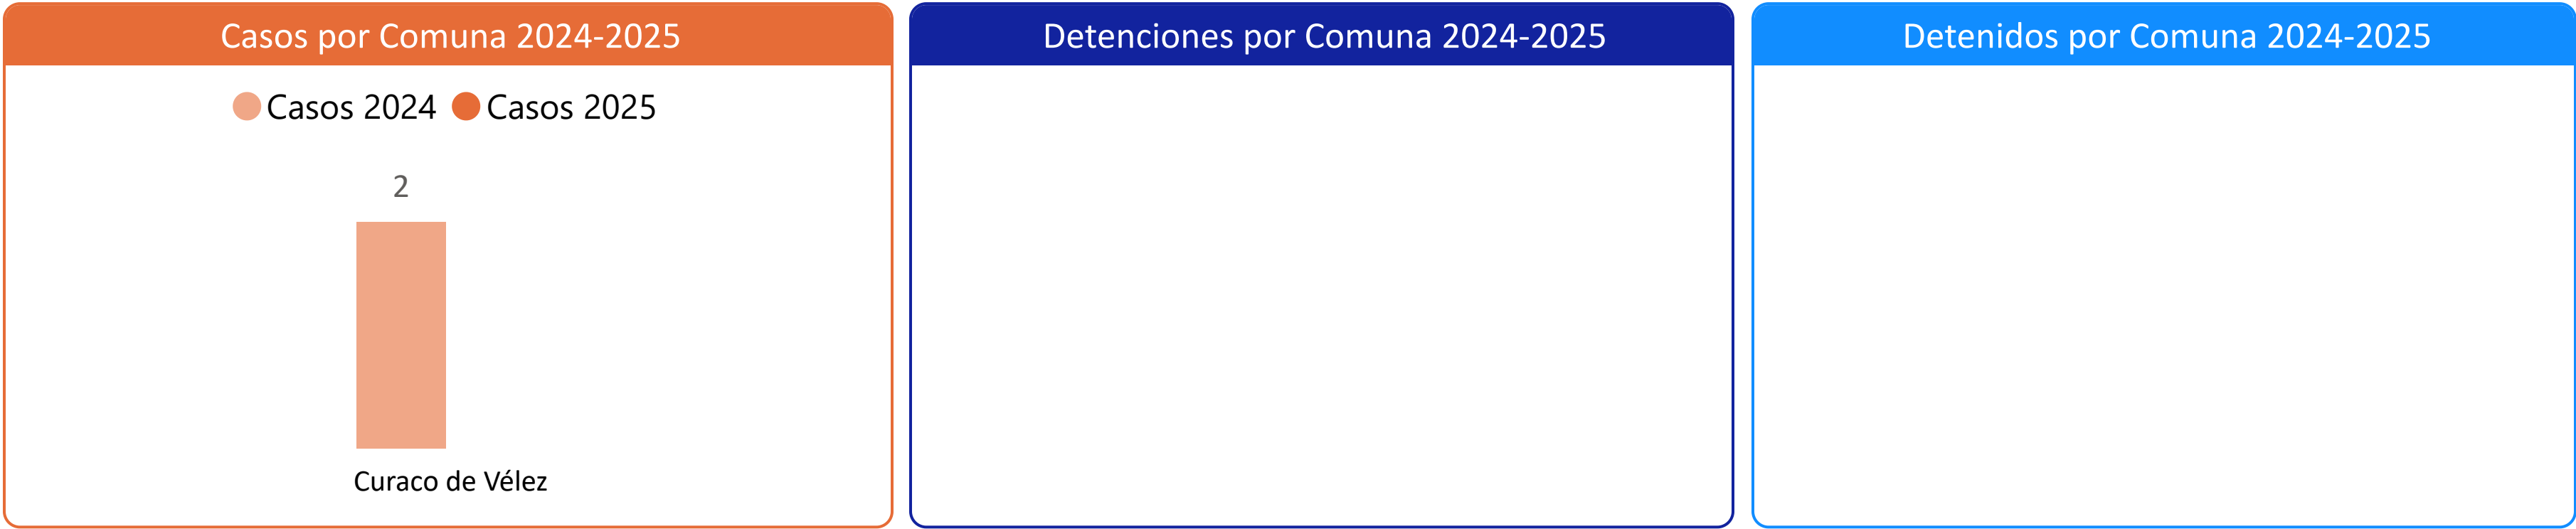 Casos por Comuna 2024-2025
Casos 2024 Casos 2025
2
Curaco de Vélez
Detenciones por Comuna 2024-2025
Detenidos por Comuna 2024-2025